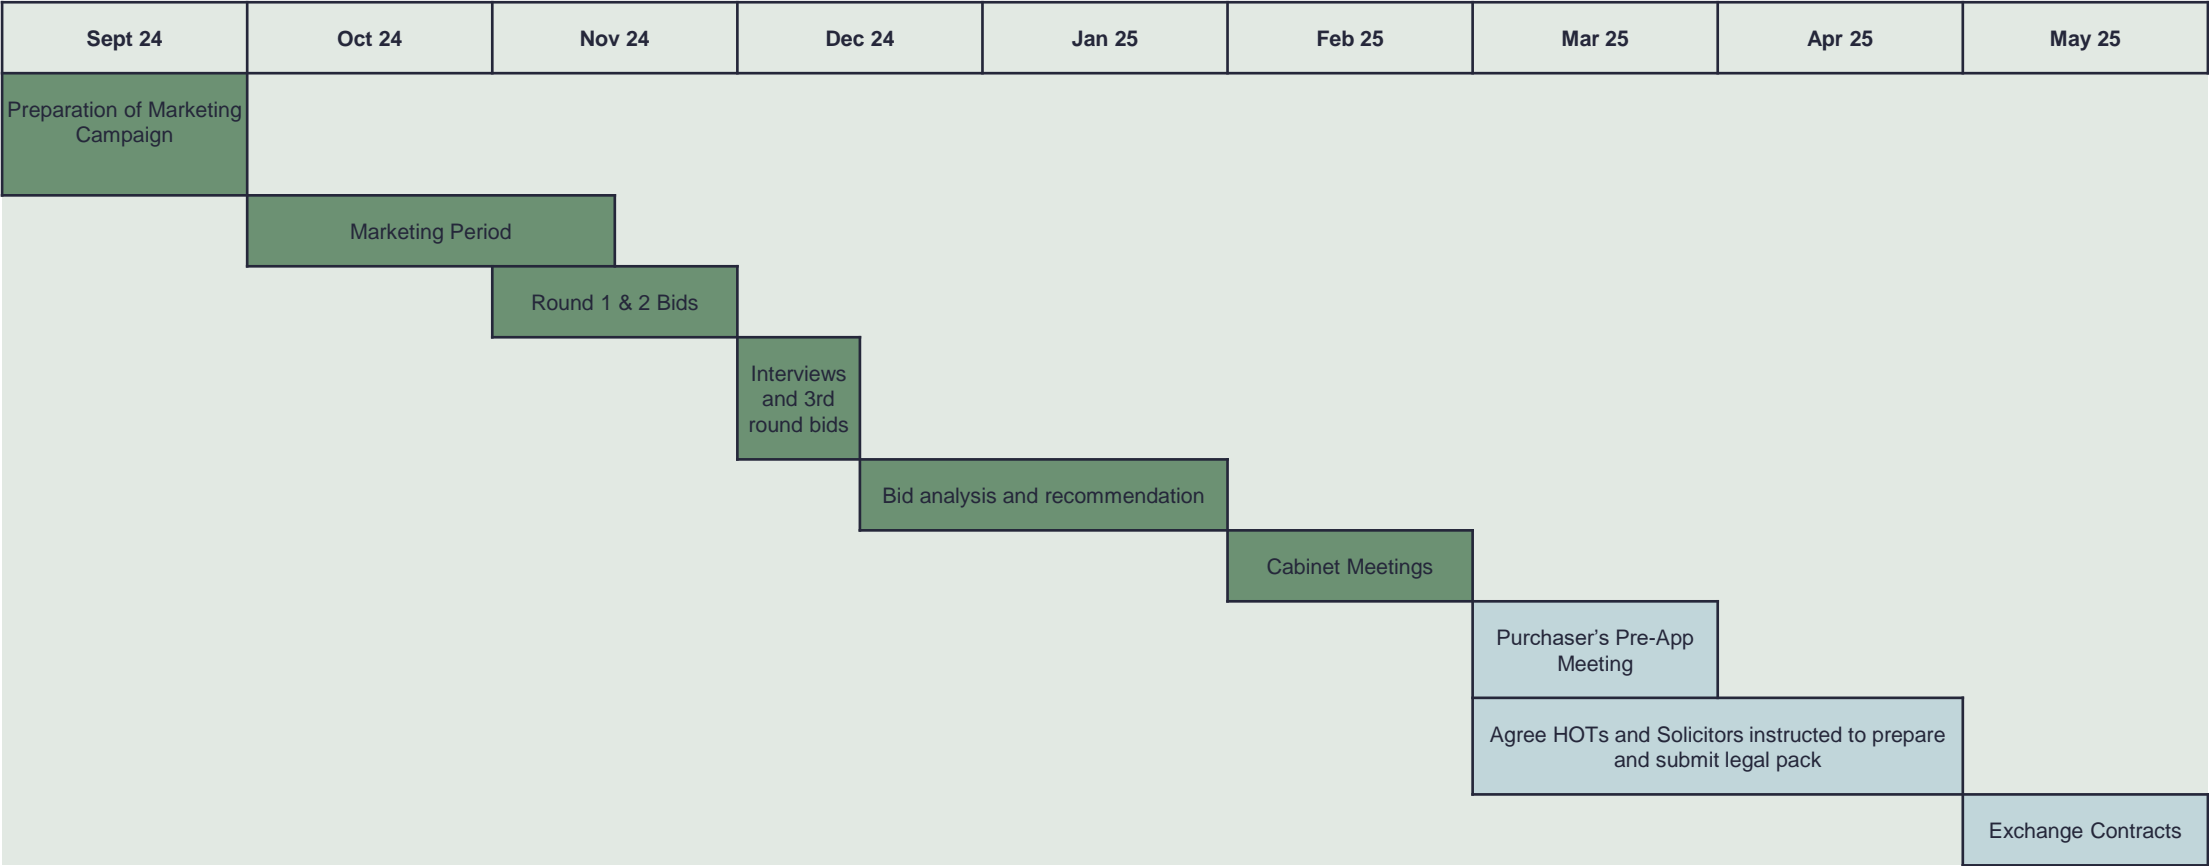 Sept 24
Oct 24
Nov 24
Dec 24
Jan 25
Feb 25
Mar 25
Apr 25
May 25
Preparation of Marketing
Campaign
Marketing Period
Round 1 & 2 Bids
Interviews
and 3rd
round bids
Bid analysis and recommendation
Cabinet Meetings
Purchaser’s Pre-App
Meeting
Agree HOTs and Solicitors instructed to prepare
and submit legal pack
Exchange Contracts